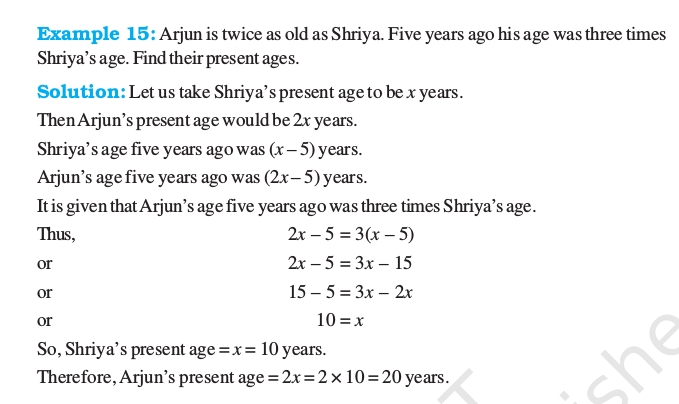 Example 15: Arjun is twice as old as Shriya. Five years ago his age was three times
Shriya's age. Find their present ages.
Solution: Let us take Shriya's present age to be x years.
Then Arjun's present age would be 2x years.
Shriya's age five years ago was (x – 5) years.
Arjun's age five years ago was (2x – 5) years.
It is given that Arjun's age five years ago was three times Shriya's age.
Thus, 2x – 5 = 3(x – 5)
or 2x – 5 = 3x – 15
or 15 – 5 = 3x – 2x
or 10 = x
So, Shriya's present age = x = 10 years.
Therefore, Arjun's present age = 2x = 2 × 10 = 20 years.